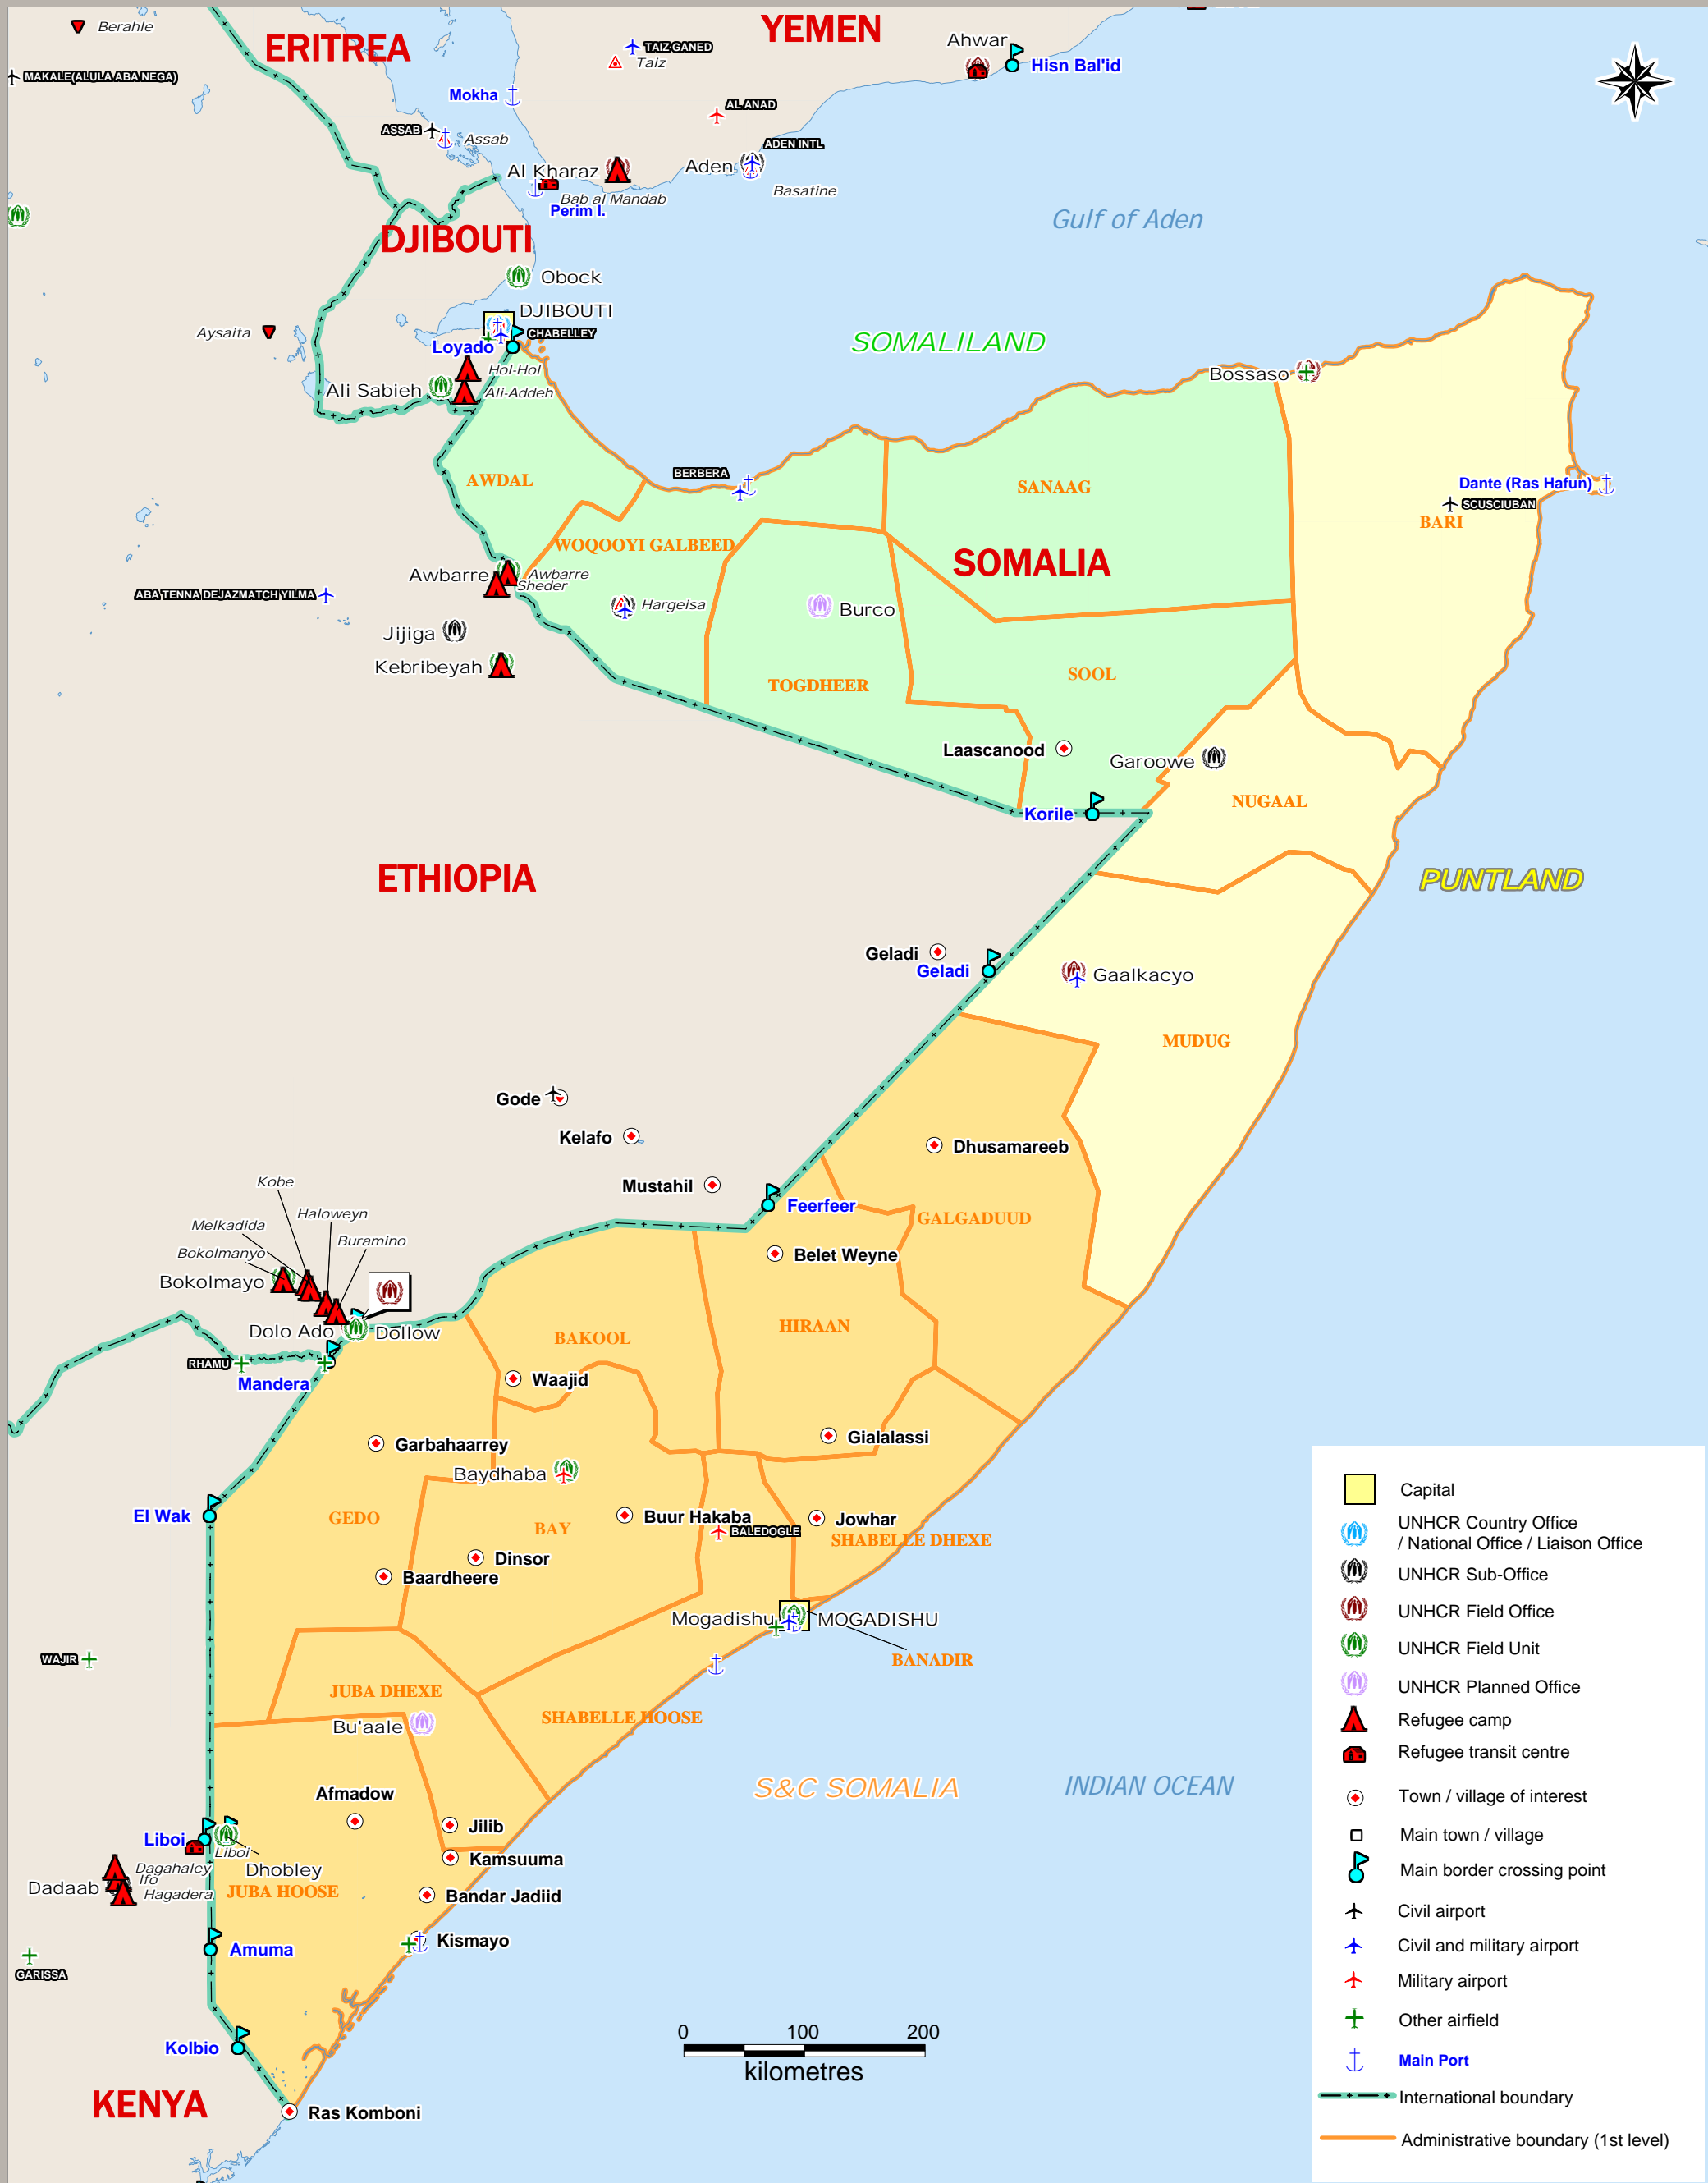 Berahle
ERITREA
YEMEN
TAIZ GANED
Taiz
Ahwar
Hisn Bal'id
MAKALE(ALULA ABA NEGA)
Mokha
AL ANAD
ASSAB
Assab
ADEN INTL
Al Kharaz
Aden
Basatine
Bab al Mandab
Perim I.
Gulf of Aden
DJIBOUTI
Obock
DJIBOUTI
CHABELLEY
Aysaita
Loyado
SOMALILAND
Hol-Hol
Bossaso
Ali Sabieh
Ali-Addeh
BERBERA
AWDAL
SANAAG
Dante (Ras Hafun)
SCUSCIUBAN
BARI
WOQOOYI GALBEED
SOMALIA
Awbarre
Awbarre
Sheder
ABA TENNA DEJAZMATCH YILMA
Hargeisa
Burco
Jijiga
Kebribeyah
TOGDHEER
SOOL
Laascanood
Garoowe
NUGAAL
Korile
ETHIOPIA
PUNTLAND
Geladi
Geladi
Gaalkacyo
MUDUG
Gode
Kelafo
Dhusamareeb
Kobe
Mustahil
Feerfeer
Haloweyn
GALGADUUD
Melkadida
Buramino
Bokolmanyo
Belet Weyne
Bokolmayo
Dolo Ado
Dollow
BAKOOL
HIRAAN
RHAMU
Mandera
Waajid
Garbahaarrey
Gialalassi
Baydhaba
El Wak
GEDO
BAY
Buur Hakaba
BALEDOGLE
Jowhar
SHABELLE DHEXE
Dinsor
Baardheere
Mogadishu
MOGADISHU
WAJIR
BANADIR
JUBA DHEXE
Bu'aale
SHABELLE HOOSE
Afmadow
S&C SOMALIA
INDIAN OCEAN
Jilib
Liboi
Liboi
Kamsuuma
Dagahaley
Ifo
Dhobley
Dadaab
Hagadera
JUBA HOOSE
Bandar Jadiid
Kismayo
Amuma
GARISSA
Kolbio
KENYA
Ras Komboni
0 100 200
kilometres
Capital
UNHCR Country Office
/ National Office / Liaison Office
UNHCR Sub-Office
UNHCR Field Office
UNHCR Field Unit
UNHCR Planned Office
Refugee camp
Refugee transit centre
Town / village of interest
Main town / village
Main border crossing point
Civil airport
Civil and military airport
Military airport
Other airfield
Main Port
International boundary
Administrative boundary (1st level)